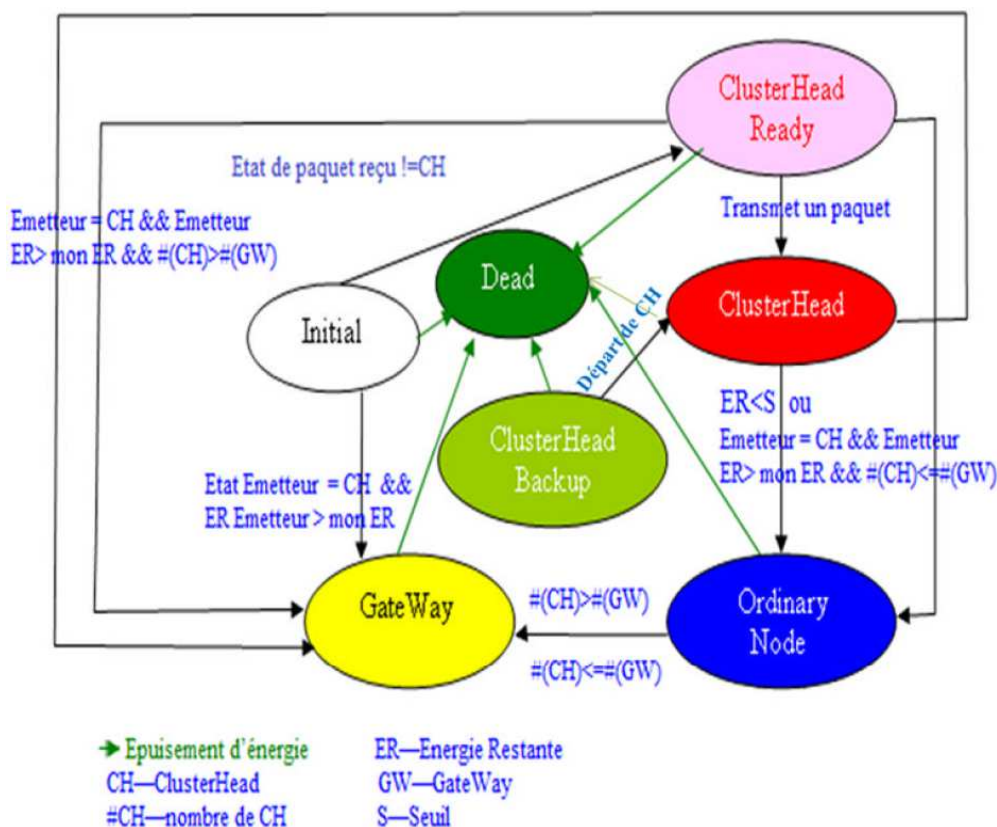 ClusterHead
Ready
Etat de paquet reçu !=CH
Transmet un paquet
Emetteur = CH && Emetteur
ER> mon ER && #(CH)>#(GW)
Dead
ClusterHead
Initial
Départ de CH
ER<S ou
Emetteur = CH && Emetteur
ER> mon ER && #(CH)<=#(GW)
ClusterHead
Backup
Etat Emetteur = CH &&
ER Emetteur > mon ER
GateWay
#(CH)>#(GW)
Ordinary
Node
#(CH)<=#(GW)
Epuisement d'énergie
ER—Energie Restante
CH—ClusterHead
GW—GateWay
#CH—nombre de CH
S—Seuil